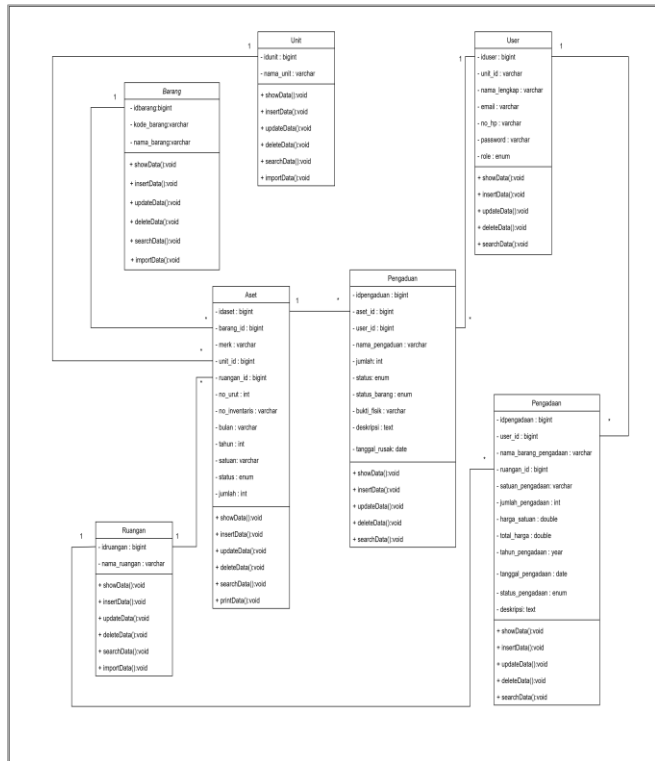 Unit
- idunit : bigint
- nama_unit : varchar
+ showData():void
+ insertData():void
+ updateData():void
+ deleteData():void
+ searchData():void
+ importData():void
1
User
- iduser : bigint
- unit_id : varchar
- nama_lengkap : varchar
- email : varchar
- no_hp : varchar
- password : varchar
- role : enum
+ showData():void
+ insertData():void
+ updateData():void
+ deleteData():void
+ searchData():void
1
1
Barang
- idbarang:bigint
- kode_barang:varchar
- nama_barang:varchar
+ showData():void
+ insertData():void
+ updateData():void
+ deleteData():void
+ searchData():void
+ importData():void
1
Aset
- idaset : bigint
- barang_id : bigint
- merk : varchar
- unit_id : bigint
- ruangan_id : bigint
- no_urut : int
- no_inventaris : varchar
- bulan : varchar
- tahun : int
- satuan: varchar
- status : enum
- jumlah : int
+ showData():void
+ insertData():void
+ updateData():void
+ deleteData():void
+ searchData():void
+ printData():void
*
*
*
1
*
Pengaduan
- idpengaduan : bigint
- aset_id : bigint
- user_id : bigint
- nama_pengaduan : varchar
- jumlah: int
- status: enum
- status_barang : enum
- bukti_fisik : varchar
- deskripsi : text
- tanggal_rusak: date
+ showData():void
+ insertData():void
+ updateData():void
+ deleteData():void
+ searchData():void
*
Pengadaan
- idpengadaan : bigint
- user_id : bigint
- nama_barang_pengadaan : varchar
- ruangan_id : bigint
- satuan_pengadaan: varchar
- jumlah_pengadaan : int
- harga_satuan : double
- total_harga : double
- tahun_pengadaan : year
- tanggal_pengadaan : date
- status_pengadaan : enum
- deskripsi: text
+ showData():void
+ insertData():void
+ updateData():void
+ deleteData():void
+ searchData():void
*
*
Ruangan
- idruangan : bigint
- nama_ruangan : varchar
+ showData():void
+ insertData():void
+ updateData():void
+ deleteData():void
+ searchData():void
+ importData():void
1
1